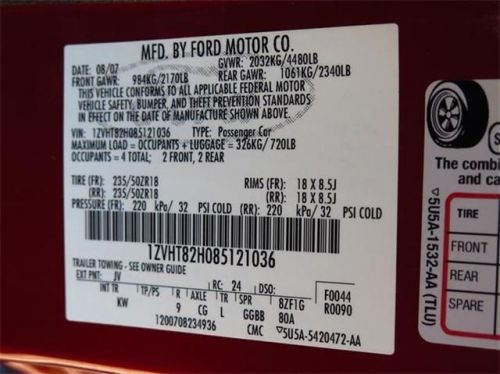 MFD. BY FORD MOTOR CO.
DATE: 08/07 GVWR: 2032KG/4480LB
FRONT GAWR: 984KG/2170LB REAR GAWR: 1061KG/2340LB
THIS VEHICLE CONFORMS TO ALL APPLICABLE FEDERAL MOTOR
VEHICLE SAFETY, BUMPER, AND THEFT PREVENTION STANDARDS
IN EFFECT ON THE DATE OF MANUFACTURE SHOWN ABOVE.
VIN: 1ZVHT82H085121036 TYPE: Passenger Car
MAXIMUM LOAD = OCCUPANTS + LUGGAGE = 326KG/720LB
OCCUPANTS = 4 TOTAL: 2 FRONT, 2 REAR
TIRE (FR): 235/50ZR18 RIMS (FR): 18 X 8.5J
(RR): 235/50ZR18 (RR): 18 X 8.5J
PRESSURE (FR): 220 kPa/ 32 PSI COLD (RR): 220 kPa/ 32 PSI COLD
1ZVHT82H085121036
TRAILER TOWING - SEE OWNER GUIDE
EXT PNT: JV RC: 24 DSO: F0044
INT TR TP/PS R AXLE TR SPR 8ZF1G R0090
KW 9 CG L GGBB 80A
1200708234936 CMC 5U5A-5420472-AA
5U5A-1532-AA (TLU)
The combi
and ca
TIRE
FRONT
REAR
SPARE